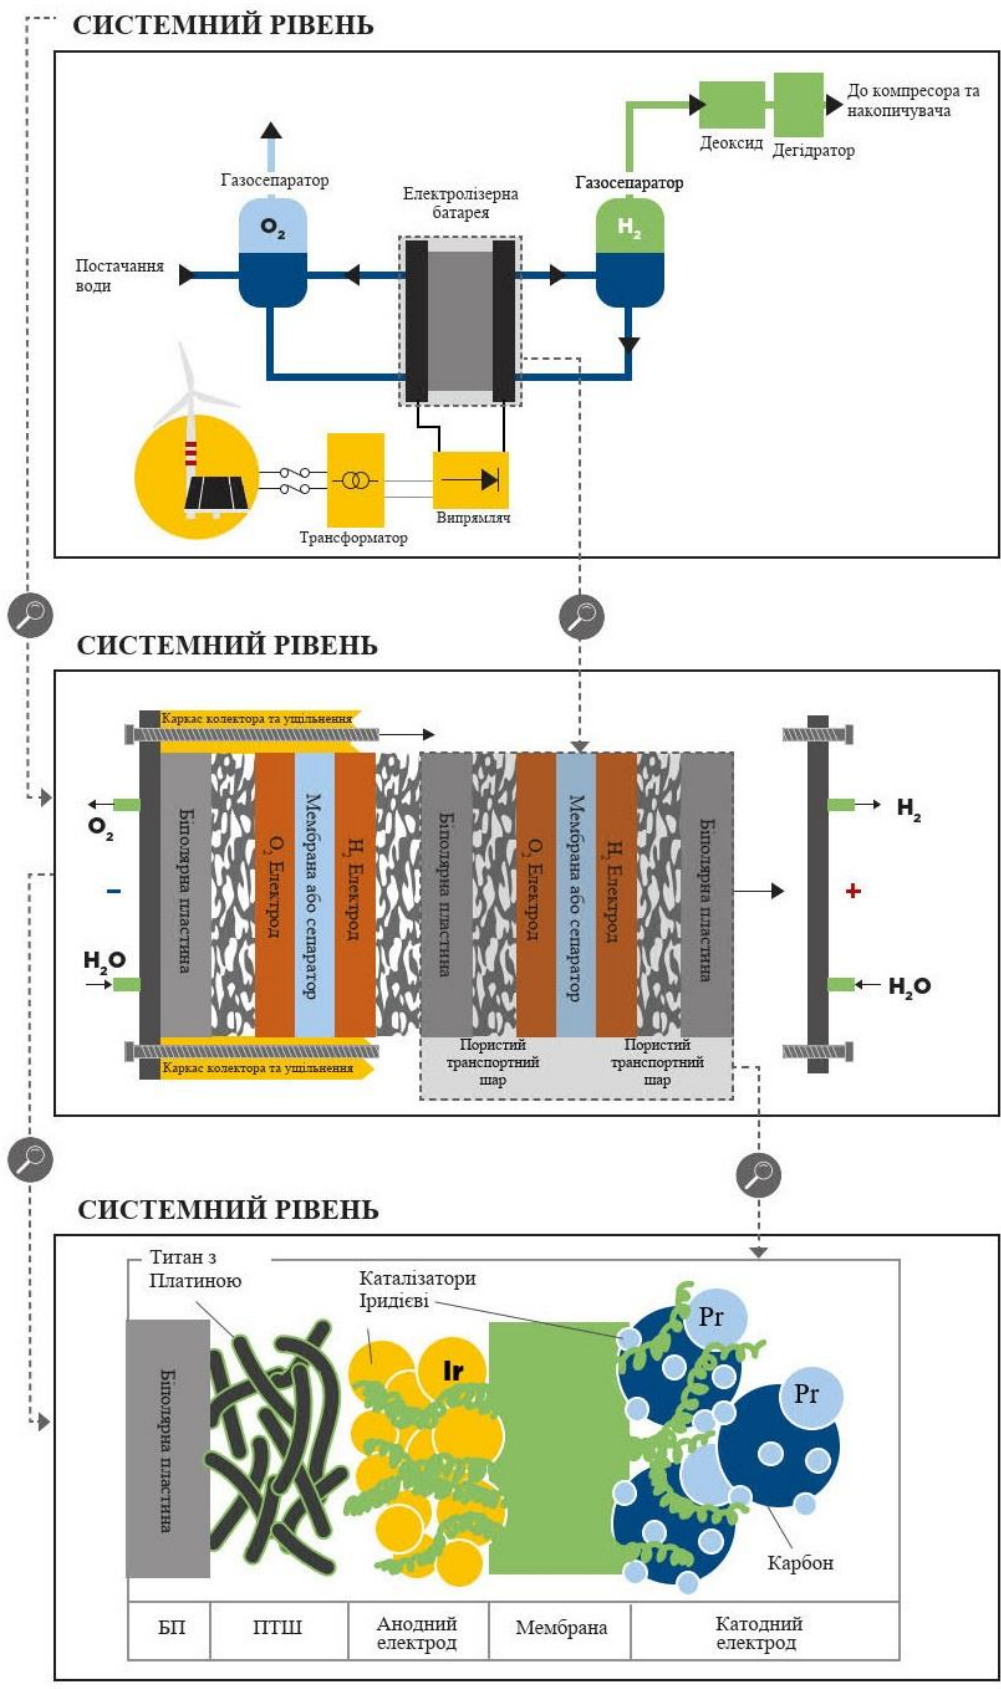 СИСТЕМНИЙ РІВЕНЬ
До компресора та
накопичувача
Деоксид
Дегідратор
Газосепаратор
Газосепаратор
Електролізерна
батарея
O2
H2
Постачання
води
Випрямляч
Трансформатор
СИСТЕМНИЙ РІВЕНЬ
Каркас колектора та ущільнення
O2
H2
Біполярна пластина
O2 Електрод
Мембрана або сепаратор
H2 Електрод
Біполярна пластина
O2 Електрод
Мембрана або сепаратор
H2 Електрод
Біполярна пластина
–
+
H2O
H2O
Пористий
транспортний
шар
Пористий
транспортний
шар
Каркас колектора та ущільнення
СИСТЕМНИЙ РІВЕНЬ
Титан з
Платиною
Каталізатори
Іридієві
Pr
Ir
Pr
Біполярна пластина
Карбон
БП
ПТШ
Анодний
електрод
Мембрана
Катодний
електрод